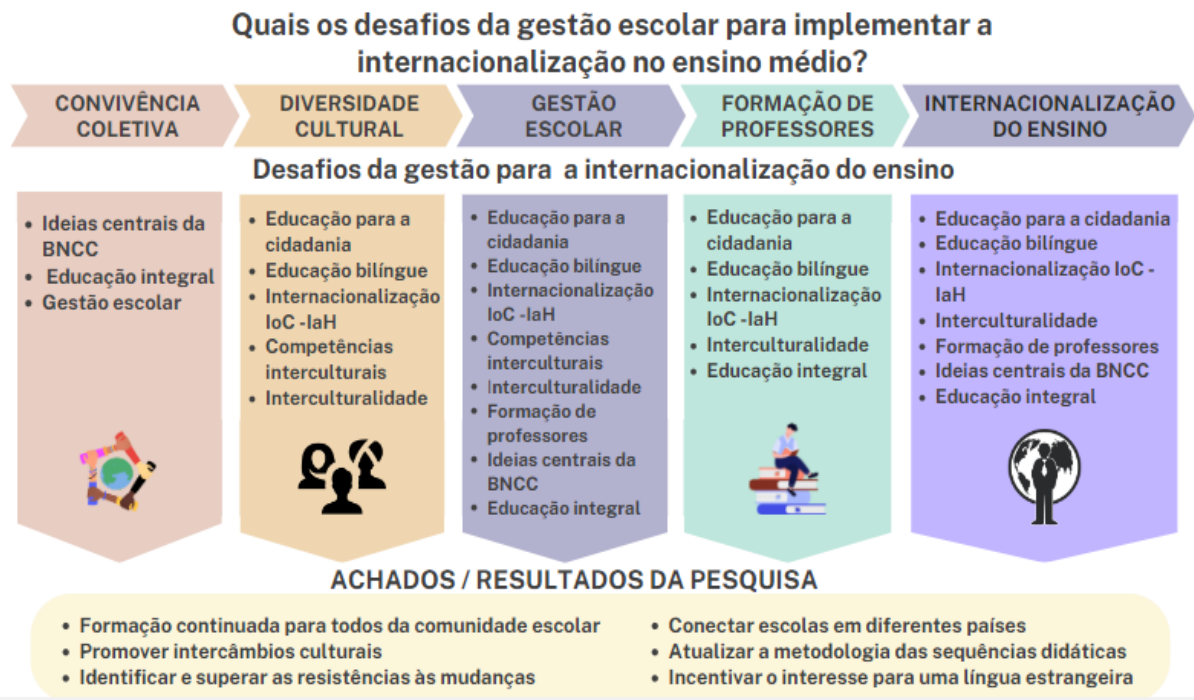 Quais os desafios da gestão escolar para implementar a
internacionalização no ensino médio?
CONVIVÊNCIA
COLETIVA
DIVERSIDADE
CULTURAL
GESTÃO
ESCOLAR
FORMAÇÃO DE
PROFESSORES
INTERNACIONALIZAÇÃO
DO ENSINO
Desafios da gestão para a internacionalização do ensino
• Ideias centrais da
BNCC
• Educação integral
• Gestão escolar
• Educação para a
cidadania
• Educação bilíngue
• Internacionalização
IoC -IaH
• Competências
interculturais
• Interculturalidade
• Educação para a
cidadania
• Educação bilíngue
• Internacionalização
IoC -IaH
• Competências
interculturais
• Interculturalidade
• Formação de
professores
• Ideias centrais da
BNCC
• Educação integral
• Educação para a
cidadania
• Educação bilíngue
• Internacionalização
IoC -IaH
• Interculturalidade
• Educação integral
• Educação para a cidadania
• Educação bilíngue
• Internacionalização IoC -
IaH
• Interculturalidade
• Formação de professores
• Ideias centrais da BNCC
• Educação integral
ACHADOS / RESULTADOS DA PESQUISA
• Formação continuada para todos da comunidade escolar
• Promover intercâmbios culturais
• Identificar e superar as resistências às mudanças
• Conectar escolas em diferentes países
• Atualizar a metodologia das sequências didáticas
• Incentivar o interesse para uma língua estrangeira